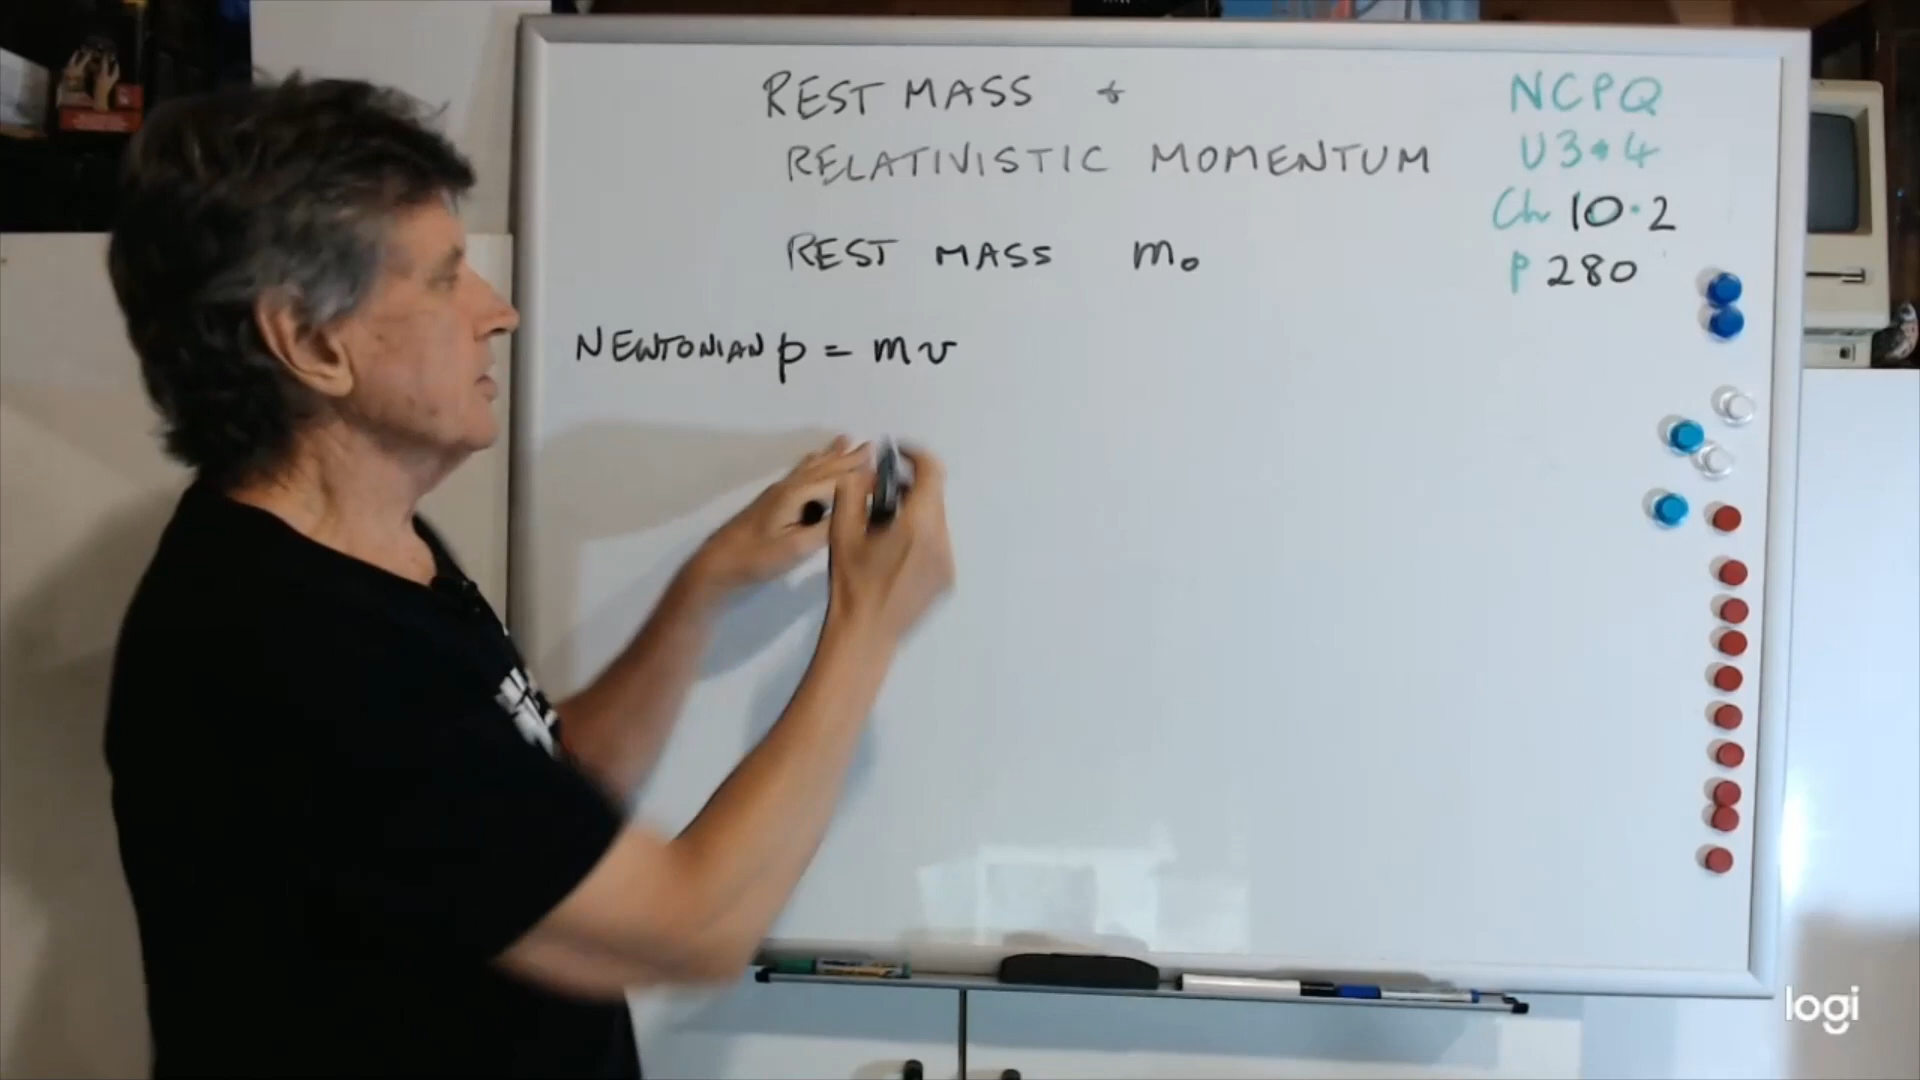 REST MASS +
RELATIVISTIC MOMENTUM
REST MASS m₀
NEWTONIAN p = mv
NCPQ
U3+4
Ch 10.2
p 280
logi